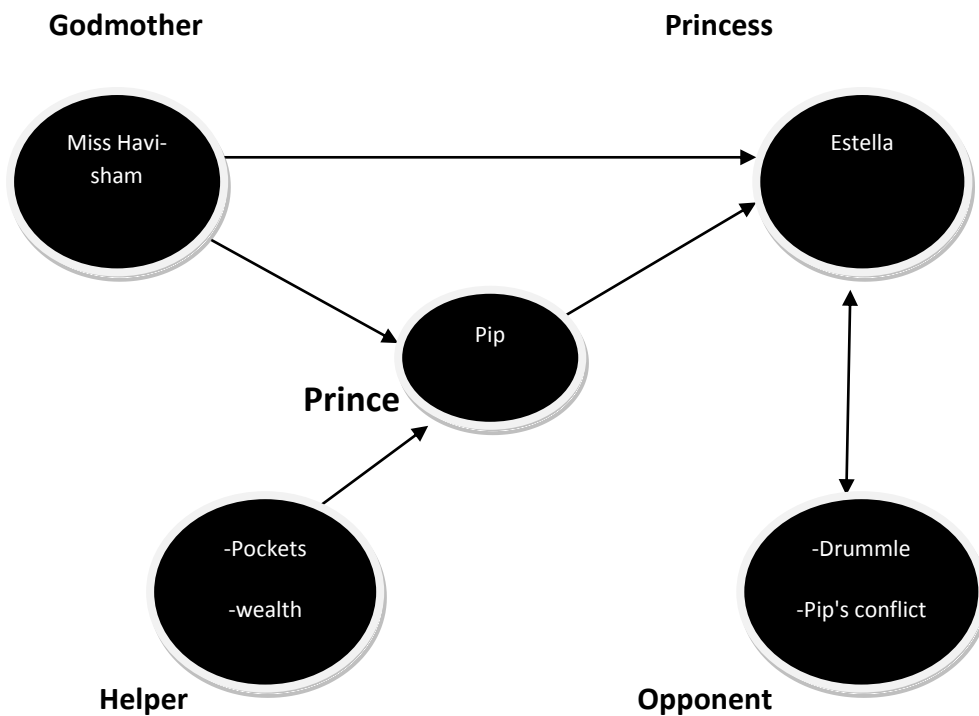 Godmother
Princess
Miss Havi-
sham
Estella
Pip
Prince
-Pockets
-wealth
-Drummle
-Pip's conflict
Helper
Opponent